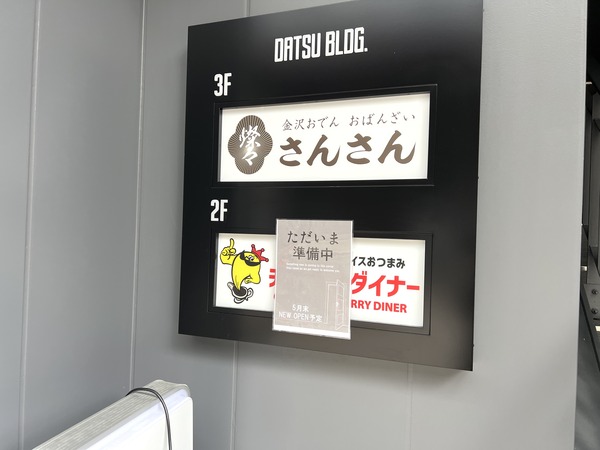 DATSU BLDG.
3F
燦々
金沢おでん おばんざい
さんさん
2F
ただいま
準備中
5月末
NEW OPEN予定
イスおつまみ
ダイナー
RRY DINER